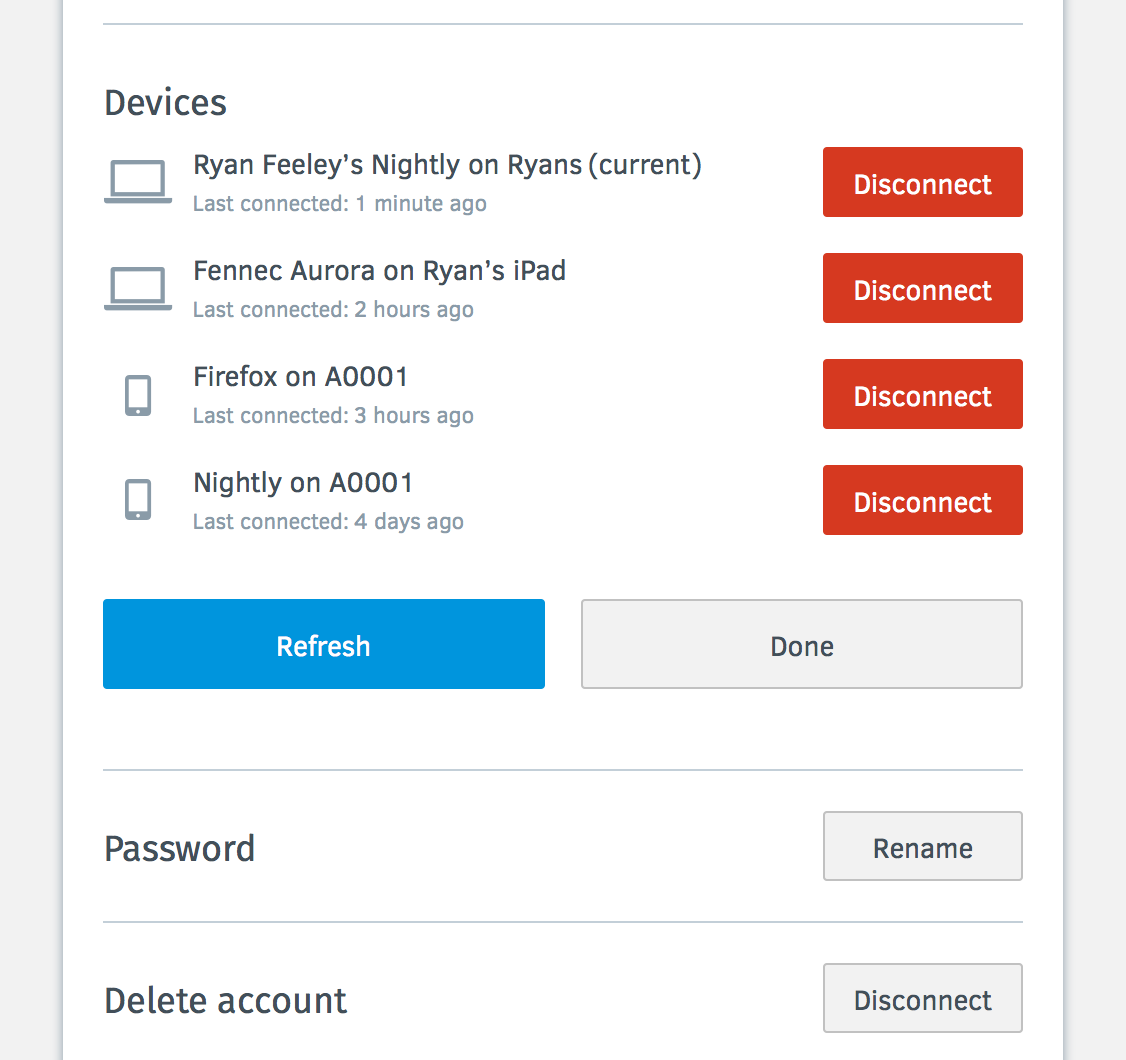 Devices
Ryan Feeley’s Nightly on Ryans (current)
Last connected: 1 minute ago
Disconnect
Fennec Aurora on Ryan’s iPad
Last connected: 2 hours ago
Disconnect
Firefox on A0001
Last connected: 3 hours ago
Disconnect
Nightly on A0001
Last connected: 4 days ago
Disconnect
Refresh
Done
Password
Rename
Delete account
Disconnect